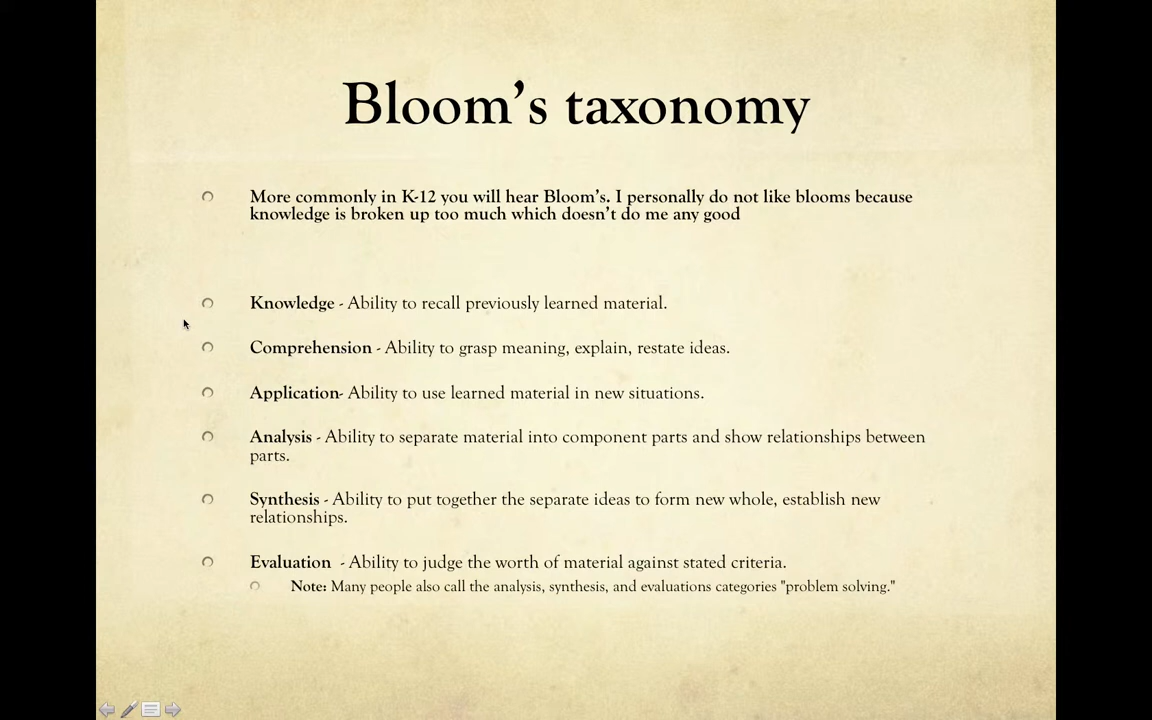 Bloom's taxonomy
More commonly in K-12 you will hear Bloom's. I personally do not like blooms because
knowledge is broken up too much which doesn't do me any good
Knowledge - Ability to recall previously learned material.
Comprehension - Ability to grasp meaning, explain, restate ideas.
Application- Ability to use learned material in new situations.
Analysis - Ability to separate material into component parts and show relationships between
parts.
Synthesis - Ability to put together the separate ideas to form new whole, establish new
relationships.
Evaluation - Ability to judge the worth of material against stated criteria.
Note: Many people also call the analysis, synthesis, and evaluations categories "problem solving."